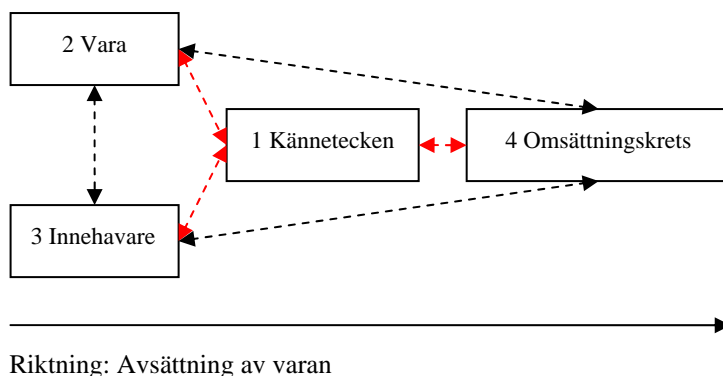 2 Vara
1 Kännetecken
4 Omsättningskrets
3 Innehavare
Riktning: Avsättning av varan